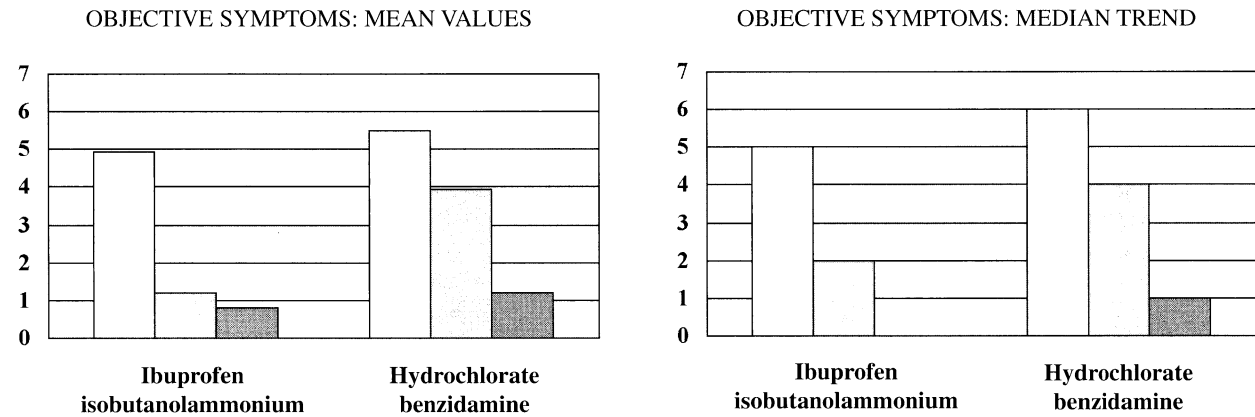 OBJECTIVE SYMPTOMS: MEAN VALUES
7
6
5
4
3
2
1
0
Ibuprofen
isobutanolammonium
Hydrochlorate
benzidamine
OBJECTIVE SYMPTOMS: MEDIAN TREND
7
6
5
4
3
2
1
0
Ibuprofen
isobutanolammonium
Hydrochlorate
benzidamine